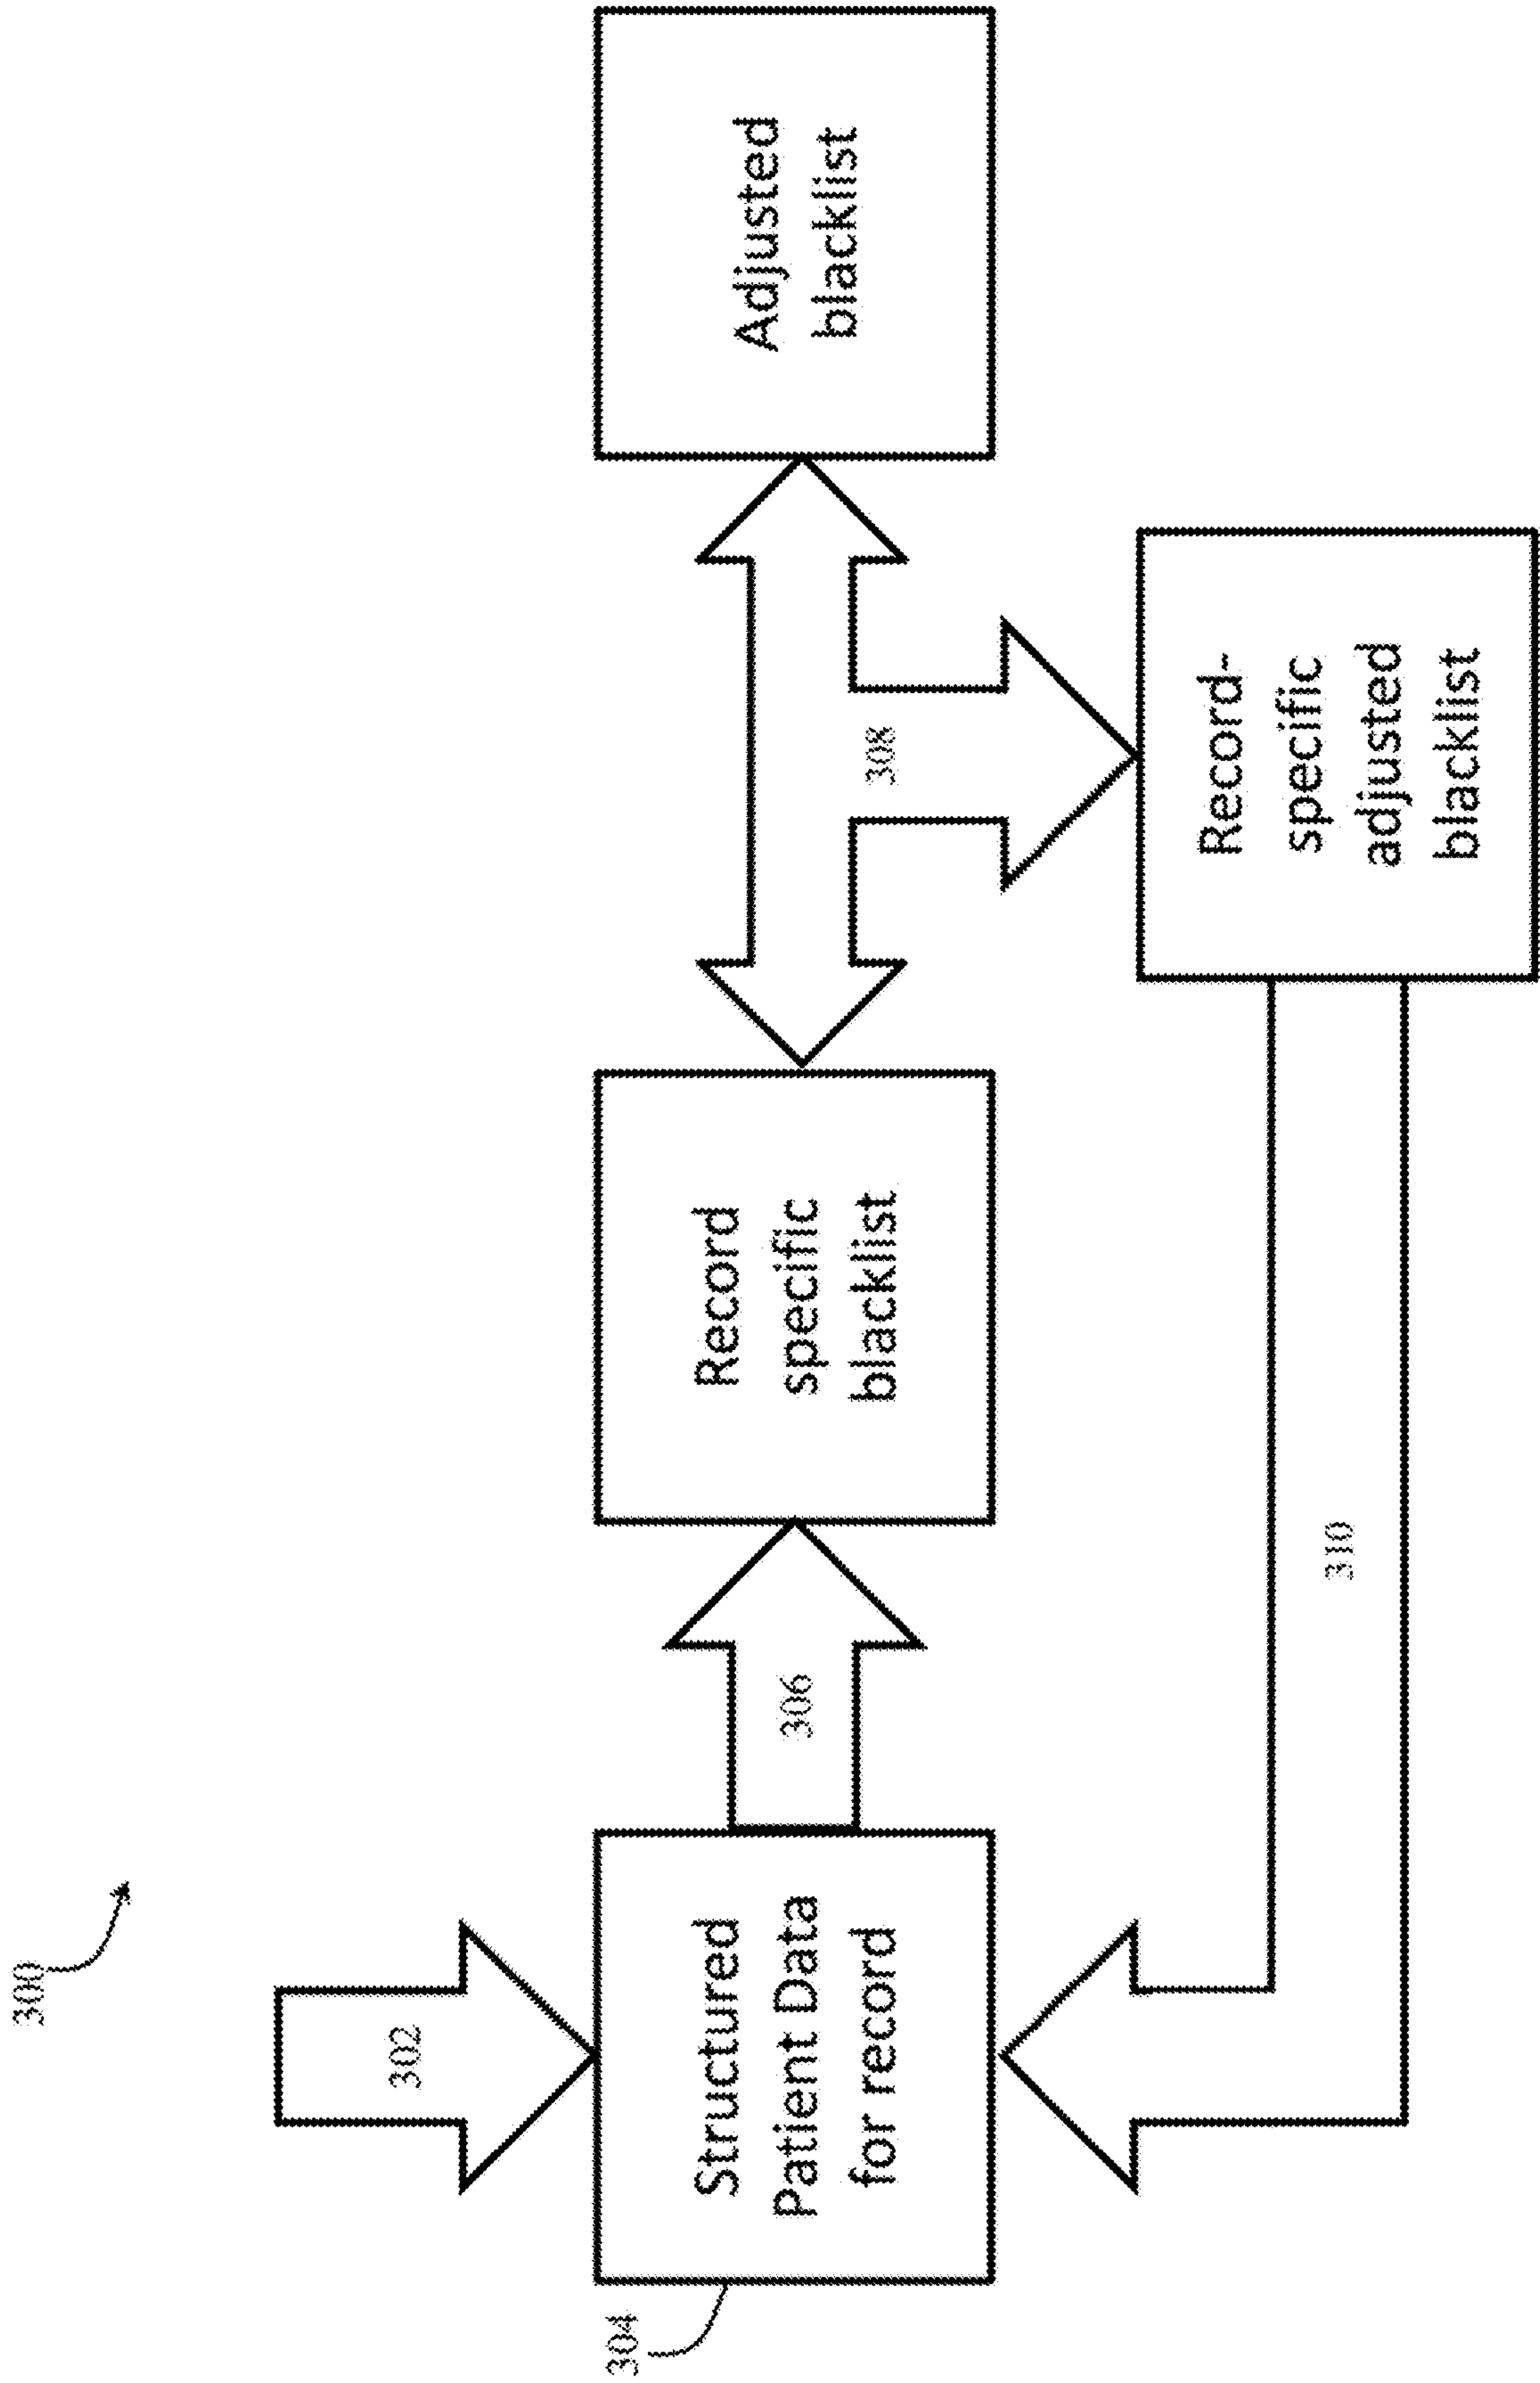 300
302
304
Structured
Patient Data
for record
306
Record
specific
blacklist
308
Adjusted
blacklist
Record-
specific
adjusted
blacklist
310